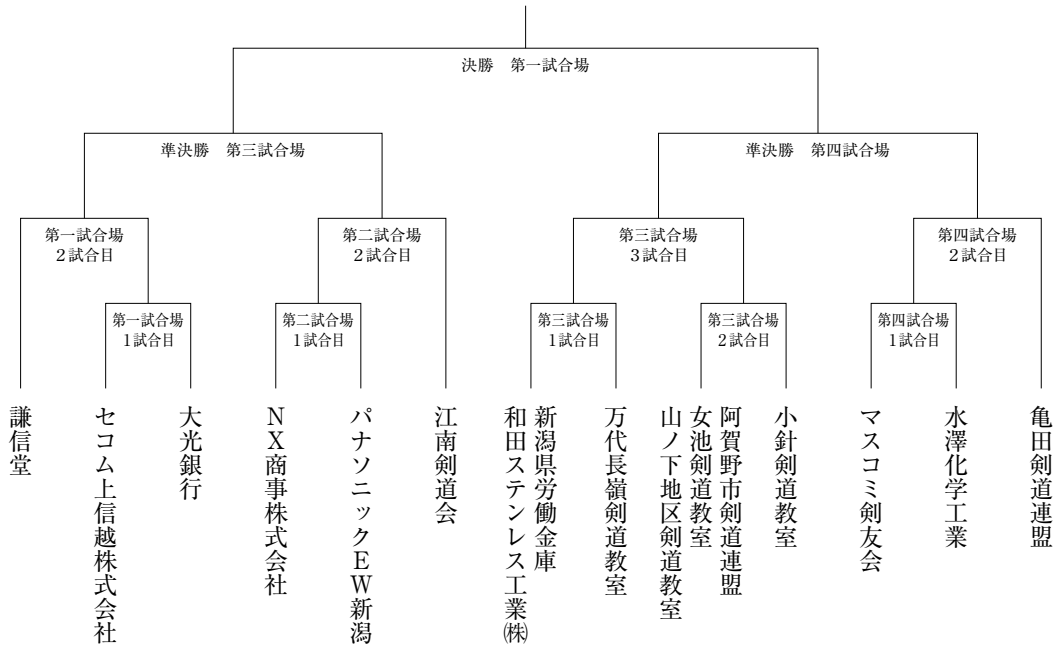 決勝　第一試合場
準決勝　第三試合場
準決勝　第四試合場
第一試合場
２試合目
第二試合場
２試合目
第三試合場
３試合目
第四試合場
２試合目
第一試合場
１試合目
第二試合場
１試合目
第三試合場
１試合目
第三試合場
２試合目
第四試合場
１試合目
謙信堂
セコム上信越株式会社
大光銀行
ＮＸ商事株式会社
パナソニックＥＷ新潟
江南剣道会
新潟県労働金庫
和田ステンレス工業㈱
万代長嶺剣道教室
阿賀野市剣道連盟
女池剣道教室
山ノ下地区剣道教室
小針剣道教室
マスコミ剣友会
水澤化学工業
亀田剣道連盟